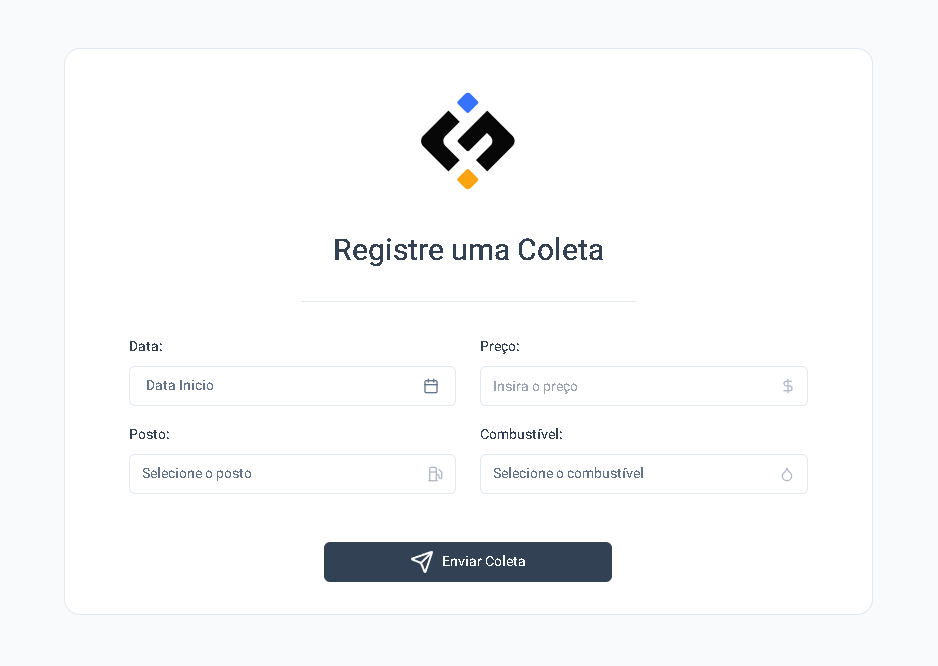 Registre uma Coleta
Data:
Preço:
Data Inicio
Insira o preço
$
Posto:
Combustível:
Selecione o posto
Selecione o combustível
Enviar Coleta